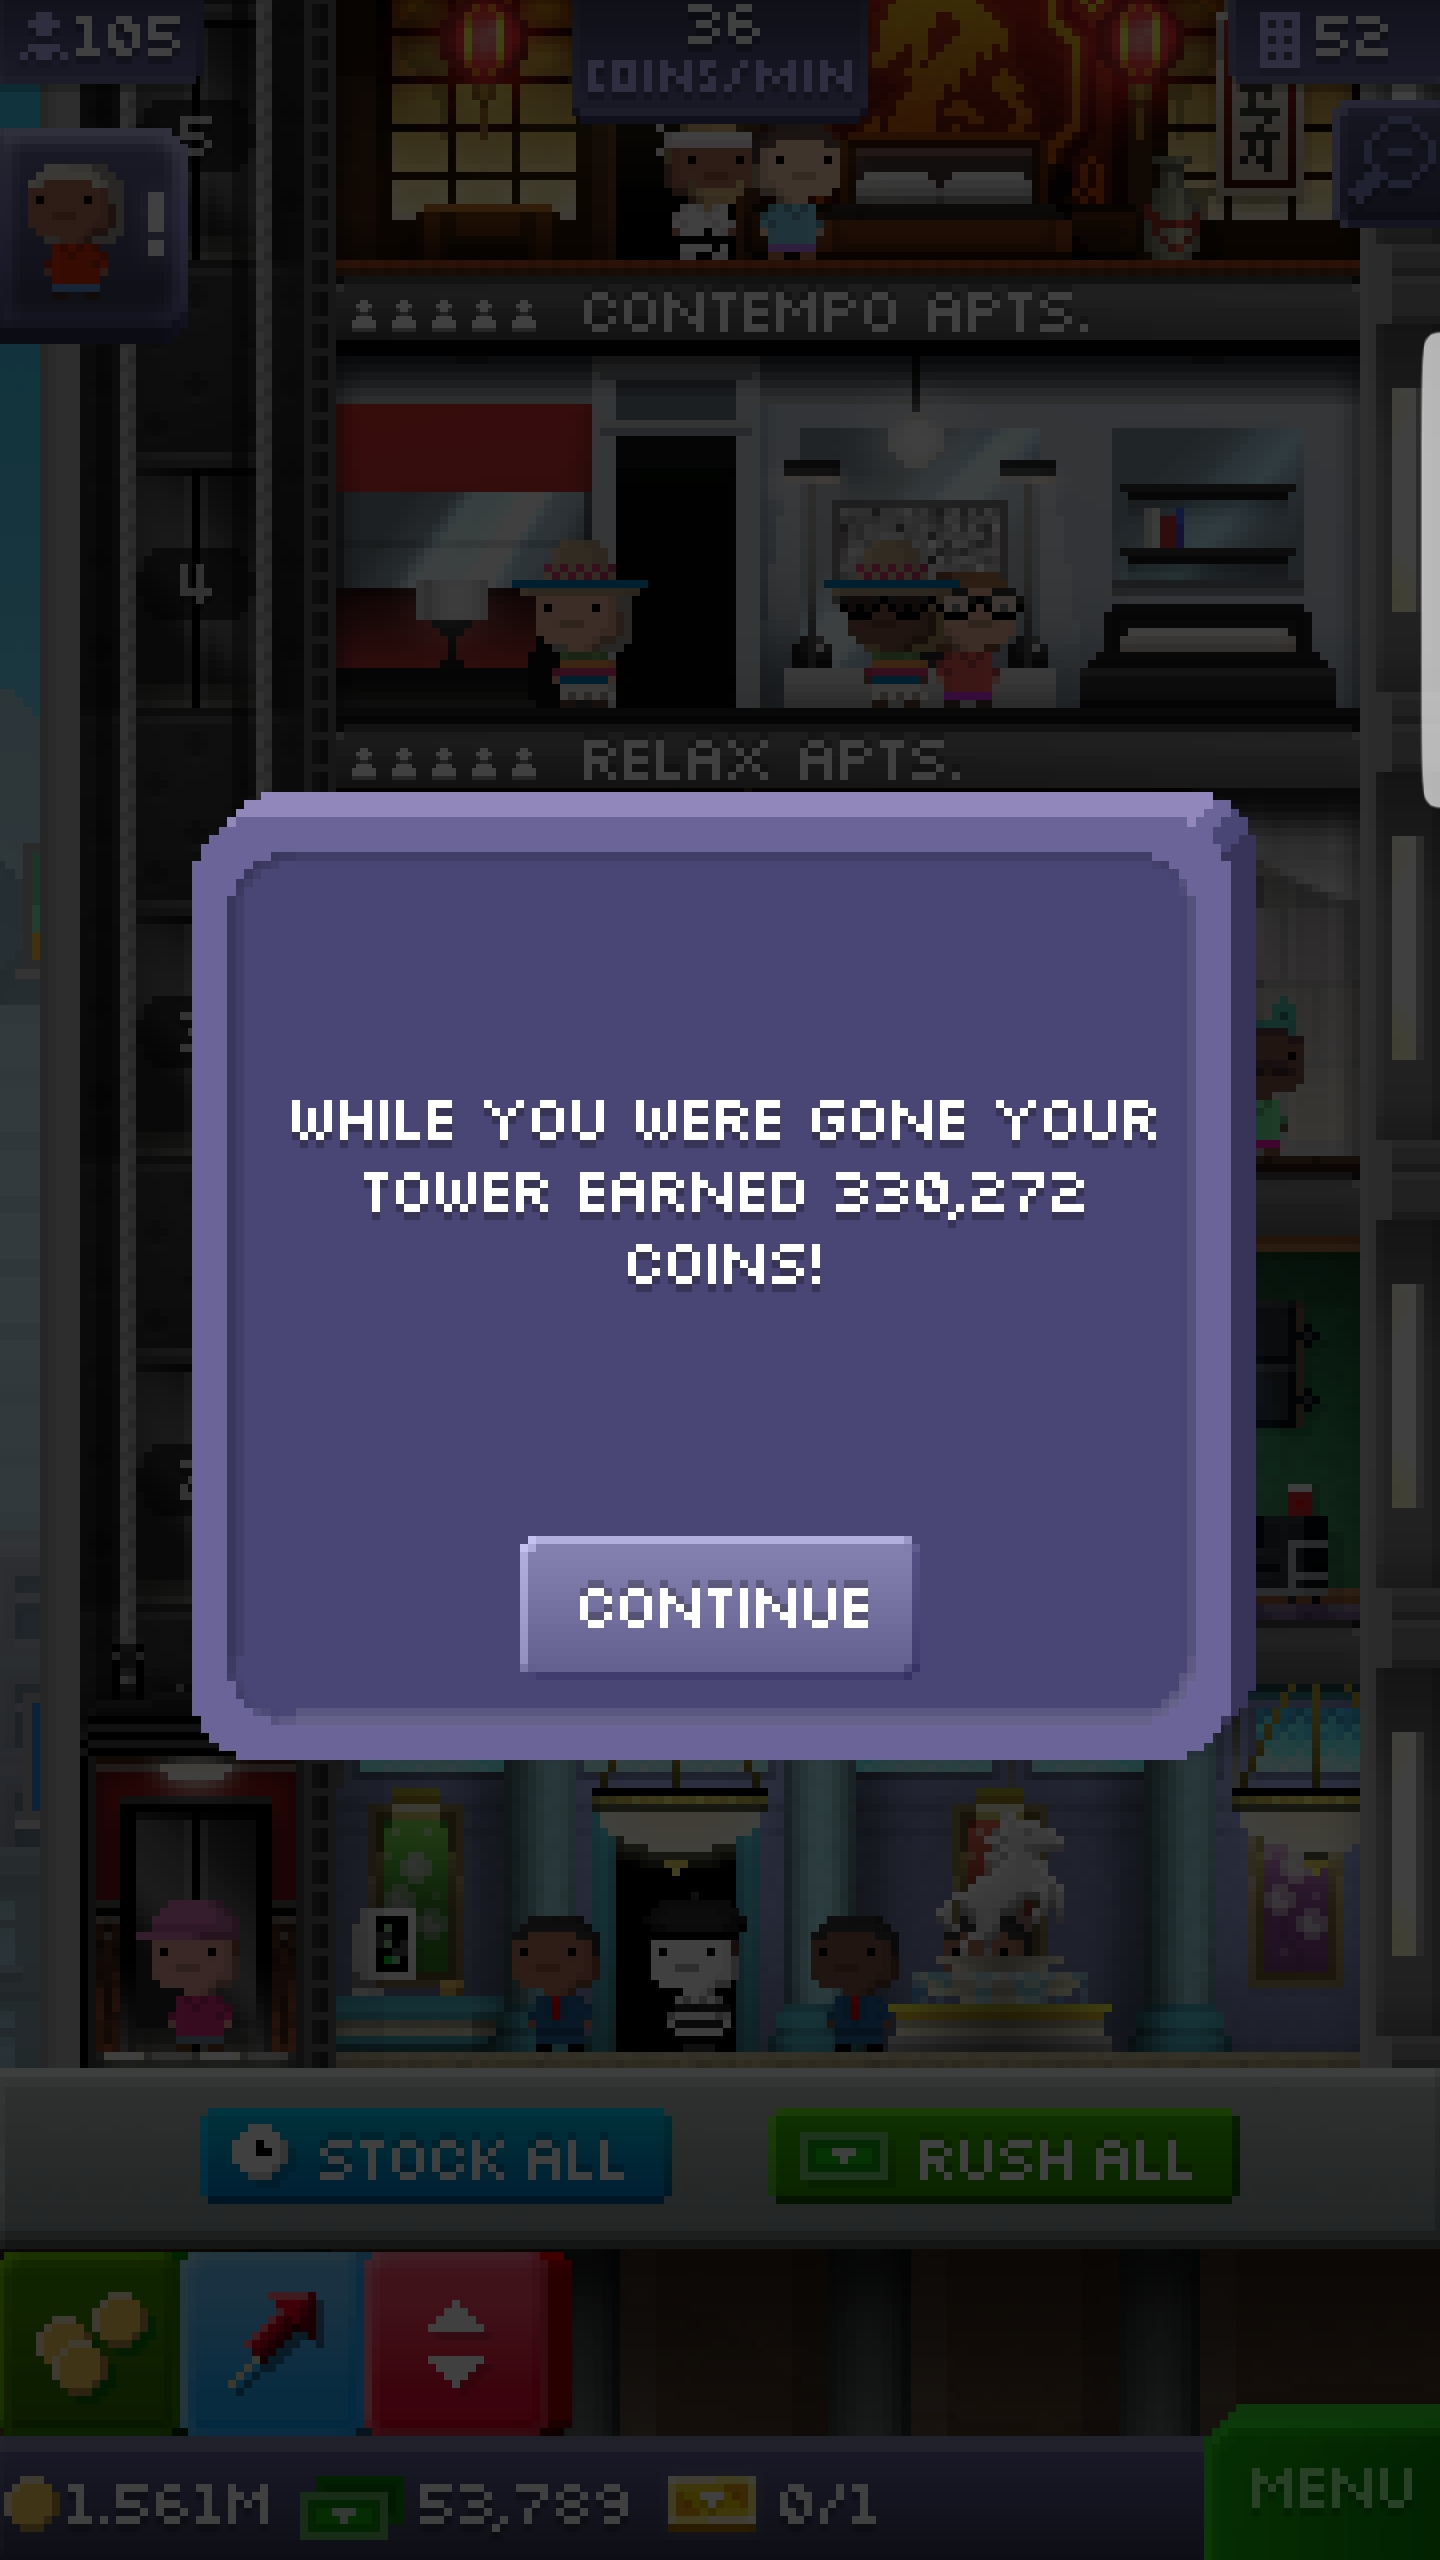 105
36
COINS/MIN
52
5
!
CONTEMPO APTS.
4
RELAX APTS.
WHILE YOU WERE GONE YOUR
TOWER EARNED 330,272
COINS!
CONTINUE
STOCK ALL
RUSH ALL
1.561M
53,789
0/1
MENU